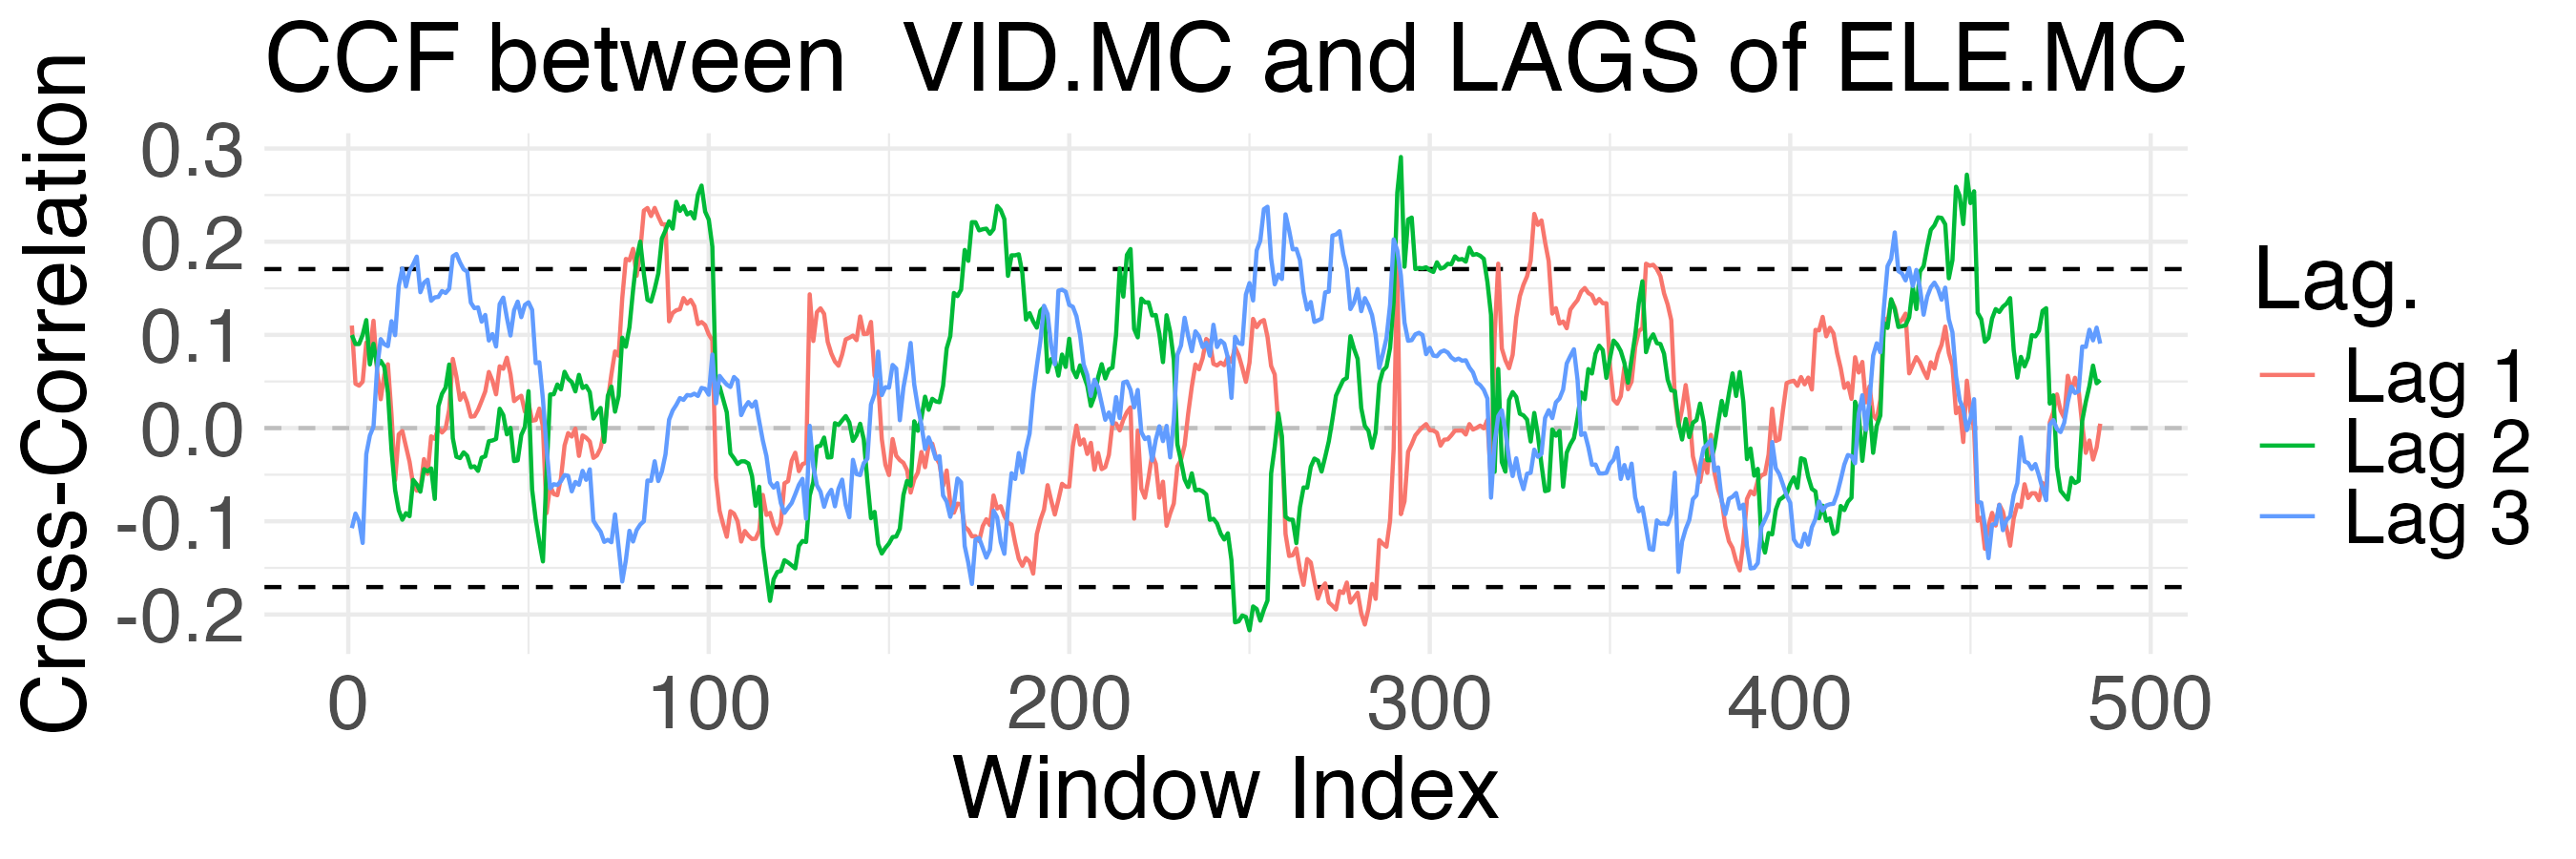 CCF between  VID.MC and LAGS of ELE.MC
Cross-Correlation
0.3
0.2
0.1
0.0
-0.1
-0.2
0 100 200 300 400 500
Window Index
Lag.
Lag 1
Lag 2
Lag 3